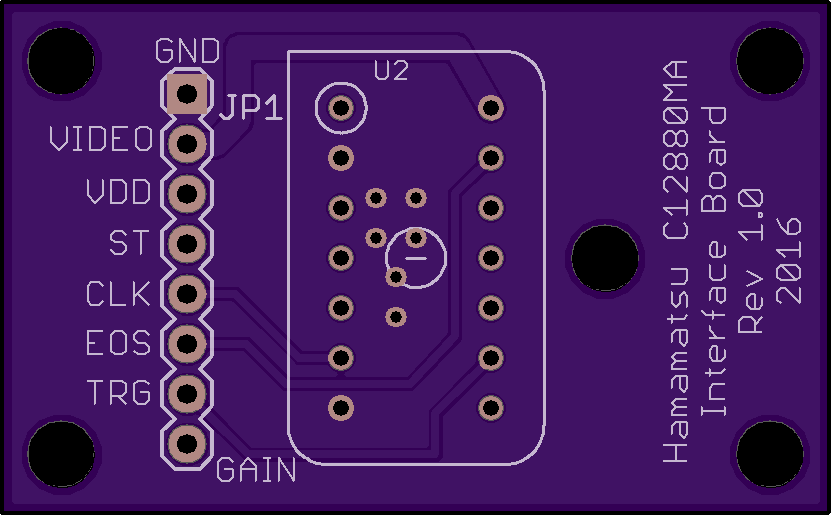 GND
U2
JP1
VIDEO
VDD
ST
CLK
EOS
TRG
GAIN
Hamamatsu C12880MA
Interface Board
Rev 1.0
2016